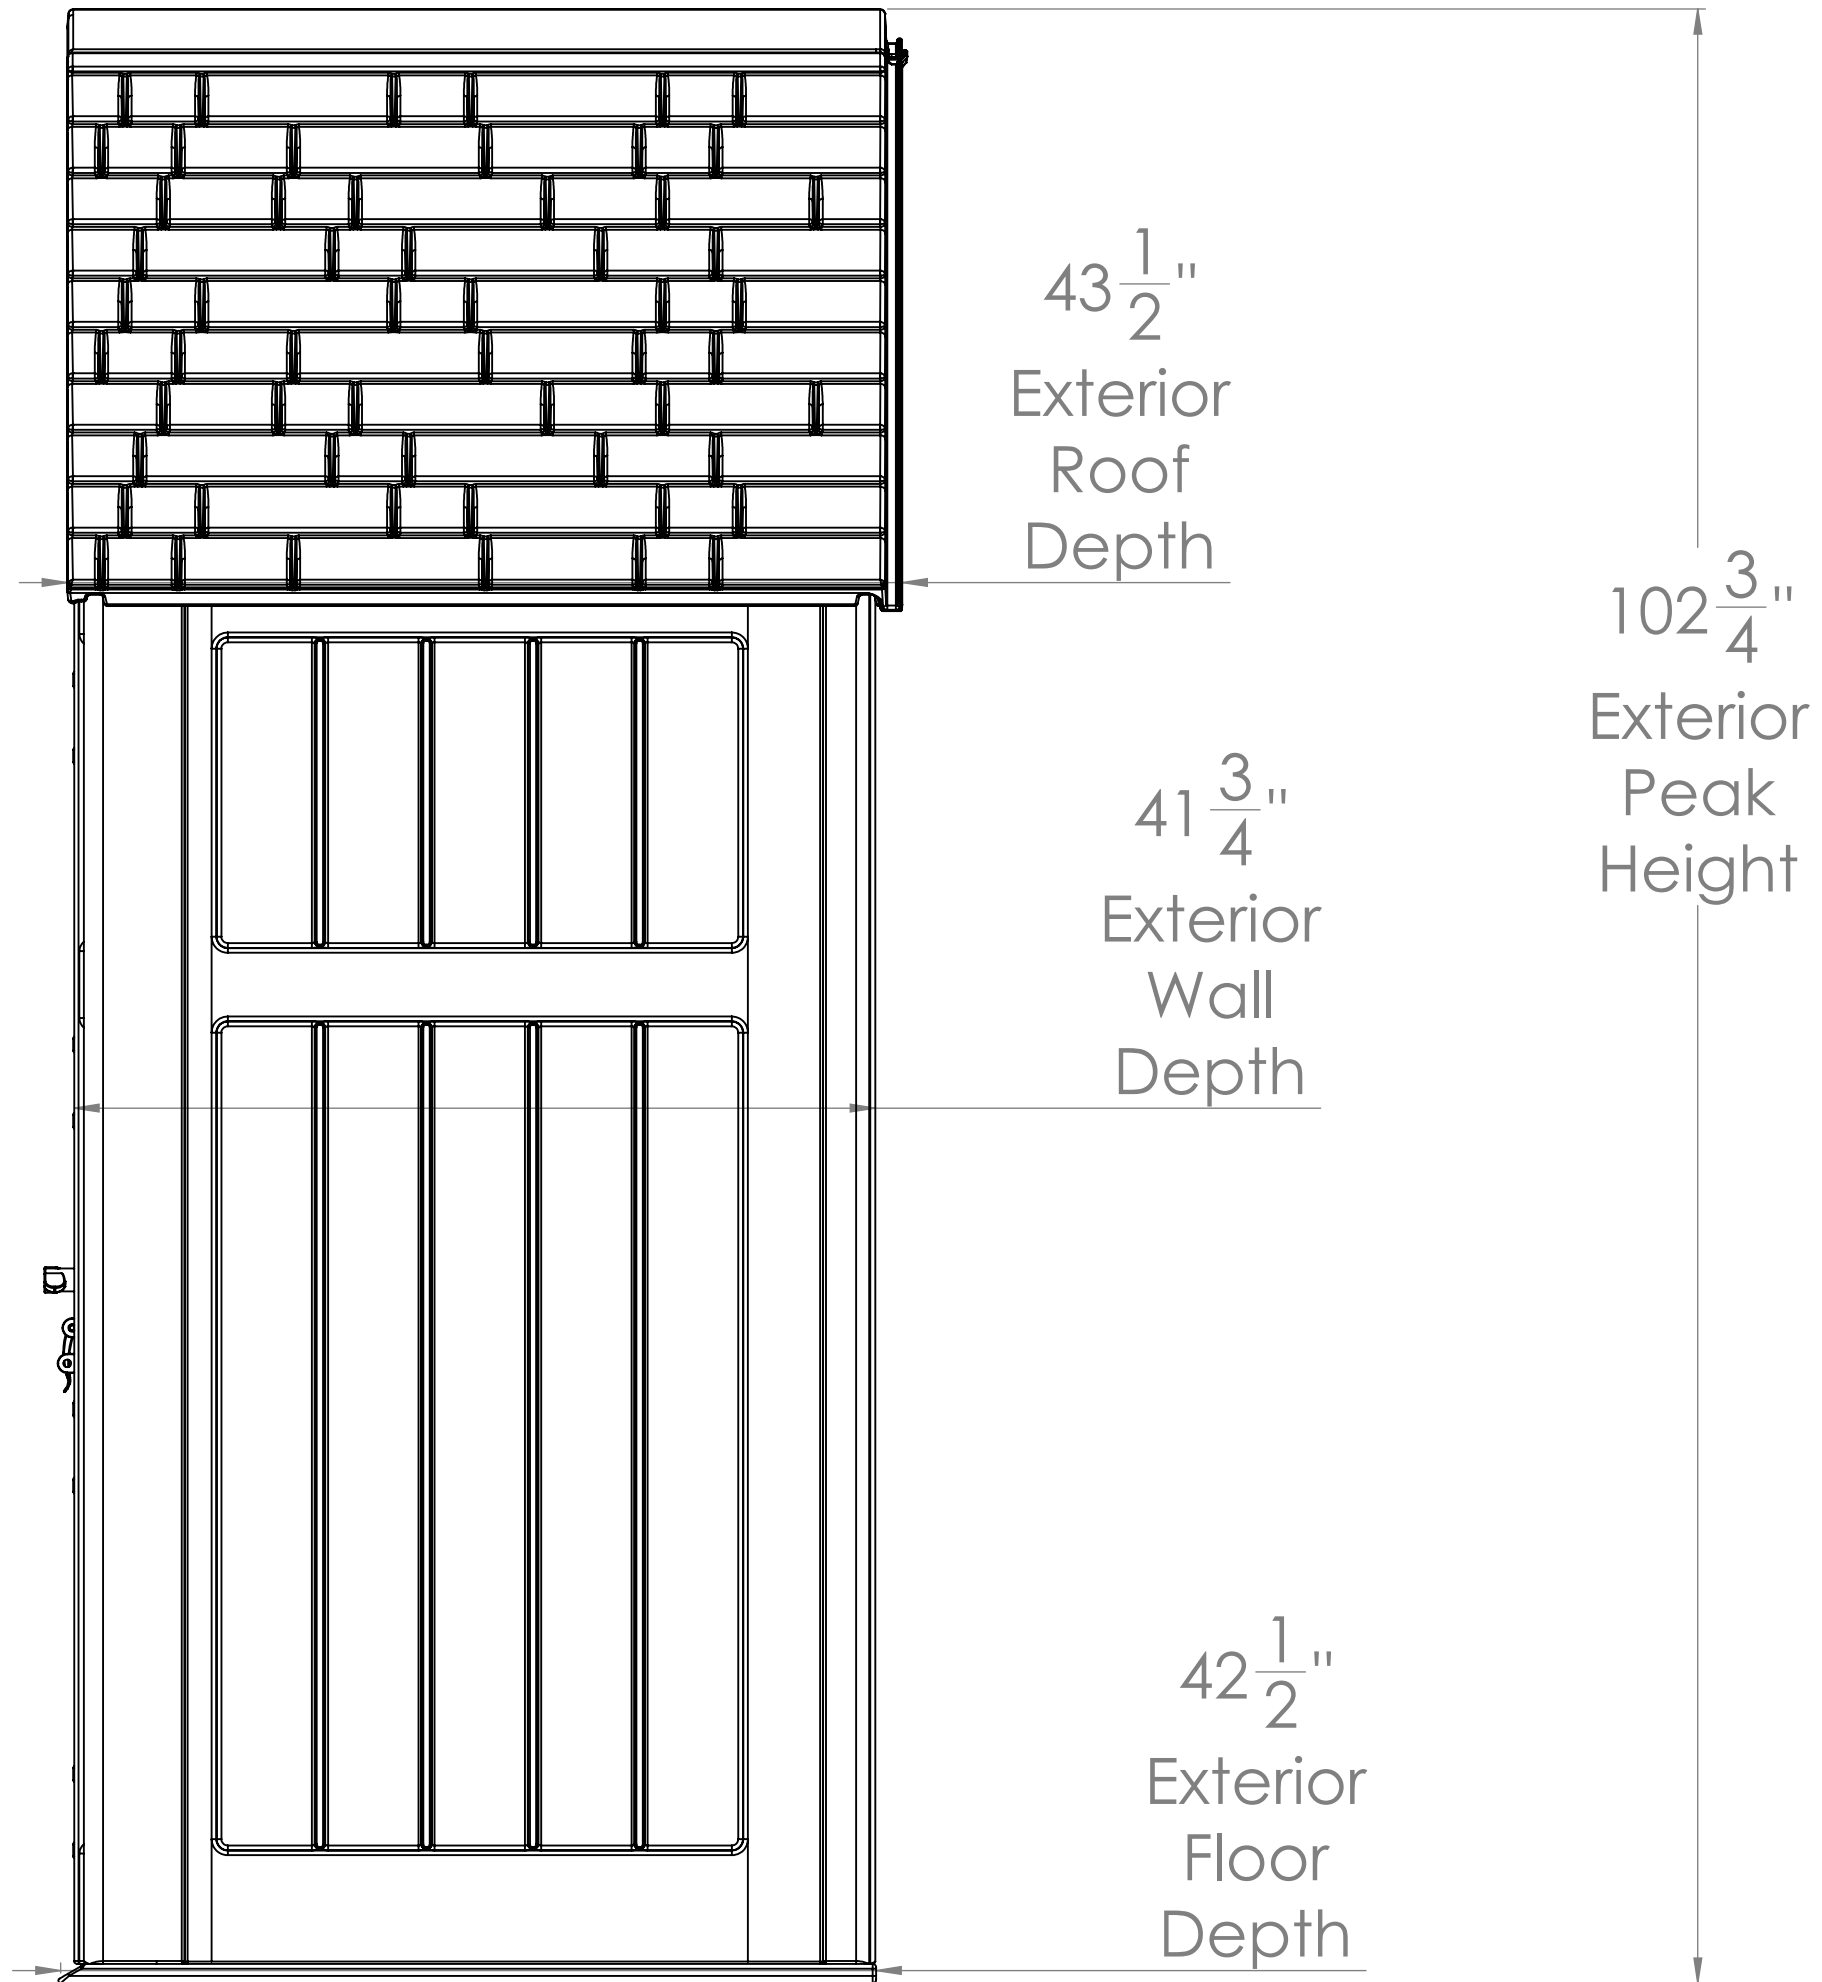 43 1/2"
Exterior
Roof
Depth
102 3/4"
Exterior
Peak
Height
41 3/4"
Exterior
Wall
Depth
42 1/2"
Exterior
Floor
Depth